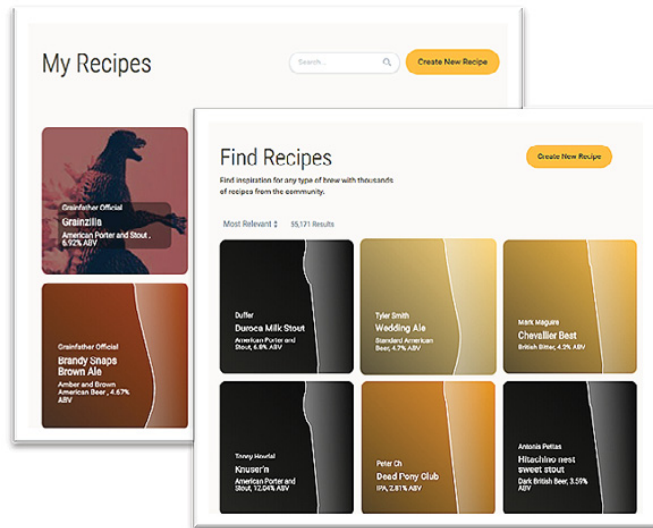 My Recipes
Search...
Create New Recipe
Grainfather Official
Grainzilla
American Porter and Stout ,
6.92% ABV
Grainfather Official
Brandy Snaps
Brown Ale
Amber and Brown
American Beer , 4.67%
ABV
Find Recipes
Create New Recipe
Find inspiration for any type of brew with thousands
of recipes from the community.
Most Relevant
55,171 Results
Duffer
Duroca Milk Stout
American Porter and
Stout, 6.8% ABV
Tyler Smith
Wedding Ale
Standard American
Beer, 4.7% ABV
Mark Maguire
Chevallier Best
British Bitter, 4.2% ABV
Tonny Hovdal
Knuser'n
American Porter and
Stout, 12.04% ABV
Peter Ch
Dead Pony Club
IPA, 2.81% ABV
Antonis Pettas
Hitachino nest
sweet stout
Dark British Beer, 3.59%
ABV